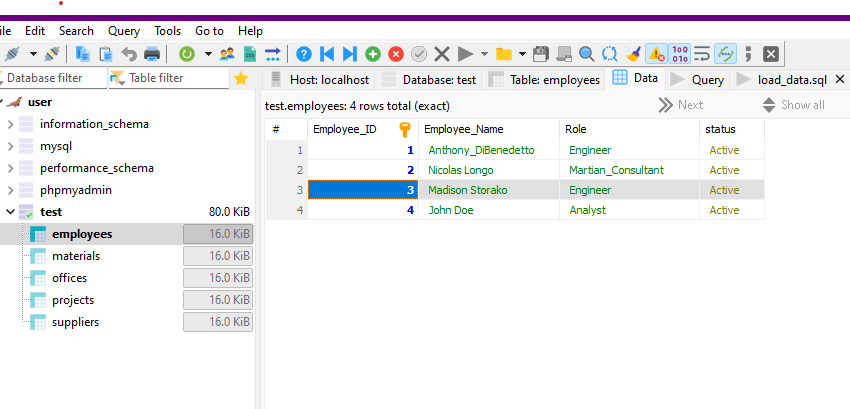 ile Edit Search Query Tools Go to Help
Database filter Table filter Host: localhost Database: test Table: employees Data Query load_data.sql
user
test.employees: 4 rows total (exact) Next Show all
information_schema
# Employee_ID Employee_Name Role status
mysql
1 1 Anthony_DiBenedetto Engineer Active
performance_schema
2 2 Nicolas Longo Martian_Consultant Active
phpmyadmin
3 3 Madison Storako Engineer Active
test 80.0 KiB
4 4 John Doe Analyst Active
employees 16.0 KiB
materials 16.0 KiB
offices 16.0 KiB
projects 16.0 KiB
suppliers 16.0 KiB